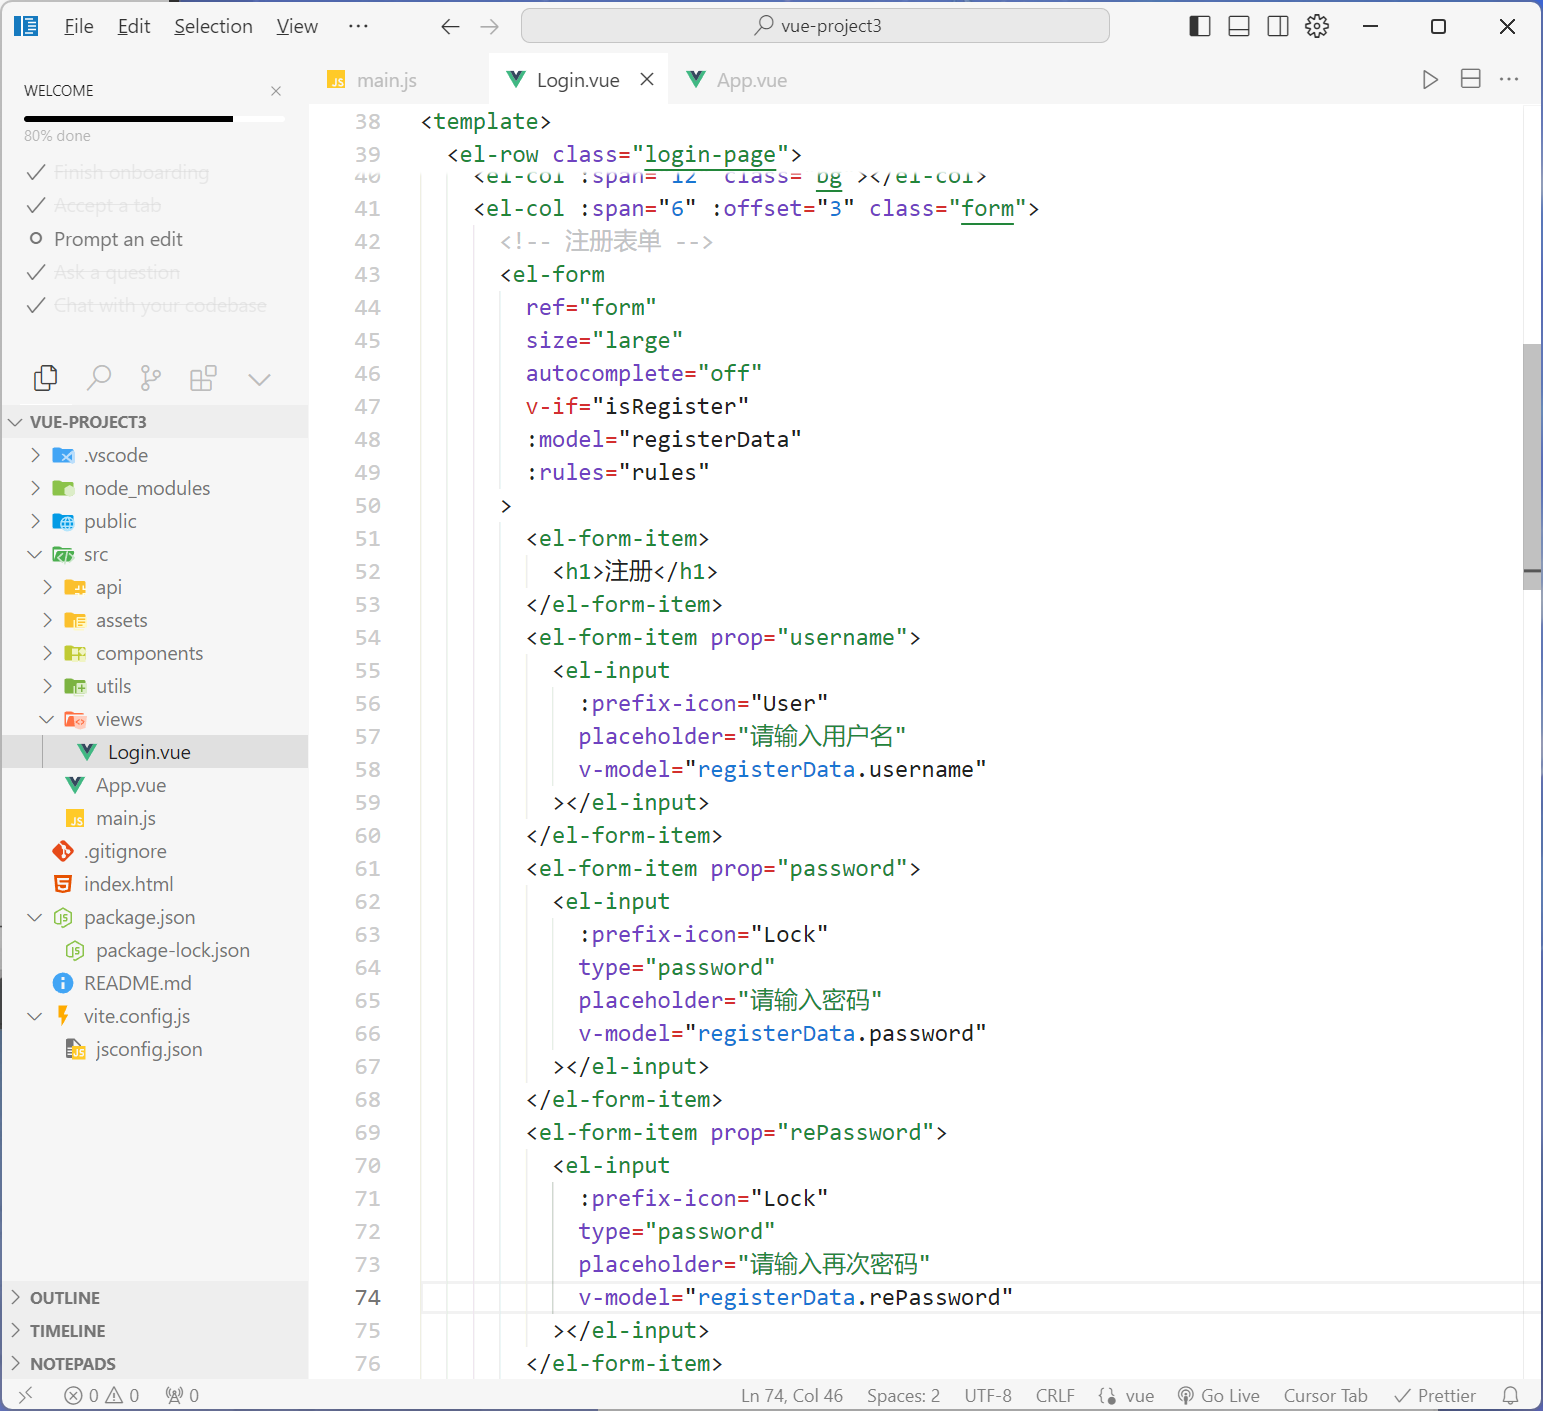 File Edit Selection View ··· vue-project3
WELCOME
80% done
Finish onboarding
Accept a tab
Prompt an edit
Ask a question
Chat with your codebase
VUE-PROJECT3
.vscode
node_modules
public
src
api
assets
components
utils
views
Login.vue
App.vue
main.js
.gitignore
index.html
package.json
package-lock.json
README.md
vite.config.js
jsconfig.json
OUTLINE
TIMELINE
NOTEPADS
main.js Login.vue App.vue
38 <template>
39 <el-row class="login-page">
40 <el-col :span="12" class="bg"></el-col>
41 <el-col :span="6" :offset="3" class="form">
42 <!-- 注册表单 -->
43 <el-form
44 ref="form"
45 size="large"
46 autocomplete="off"
47 v-if="isRegister"
48 :model="registerData"
49 :rules="rules"
50 >
51 <el-form-item>
52 <h1>注册</h1>
53 </el-form-item>
54 <el-form-item prop="username">
55 <el-input
56 :prefix-icon="User"
57 placeholder="请输入用户名"
58 v-model="registerData.username"
59 ></el-input>
60 </el-form-item>
61 <el-form-item prop="password">
62 <el-input
63 :prefix-icon="Lock"
64 type="password"
65 placeholder="请输入密码"
66 v-model="registerData.password"
67 ></el-input>
68 </el-form-item>
69 <el-form-item prop="rePassword">
70 <el-input
71 :prefix-icon="Lock"
72 type="password"
73 placeholder="请输入再次密码"
74 v-model="registerData.rePassword"
75 ></el-input>
76 </el-form-item>
0 0 0 Ln 74, Col 46 Spaces: 2 UTF-8 CRLF vue Go Live Cursor Tab Prettier